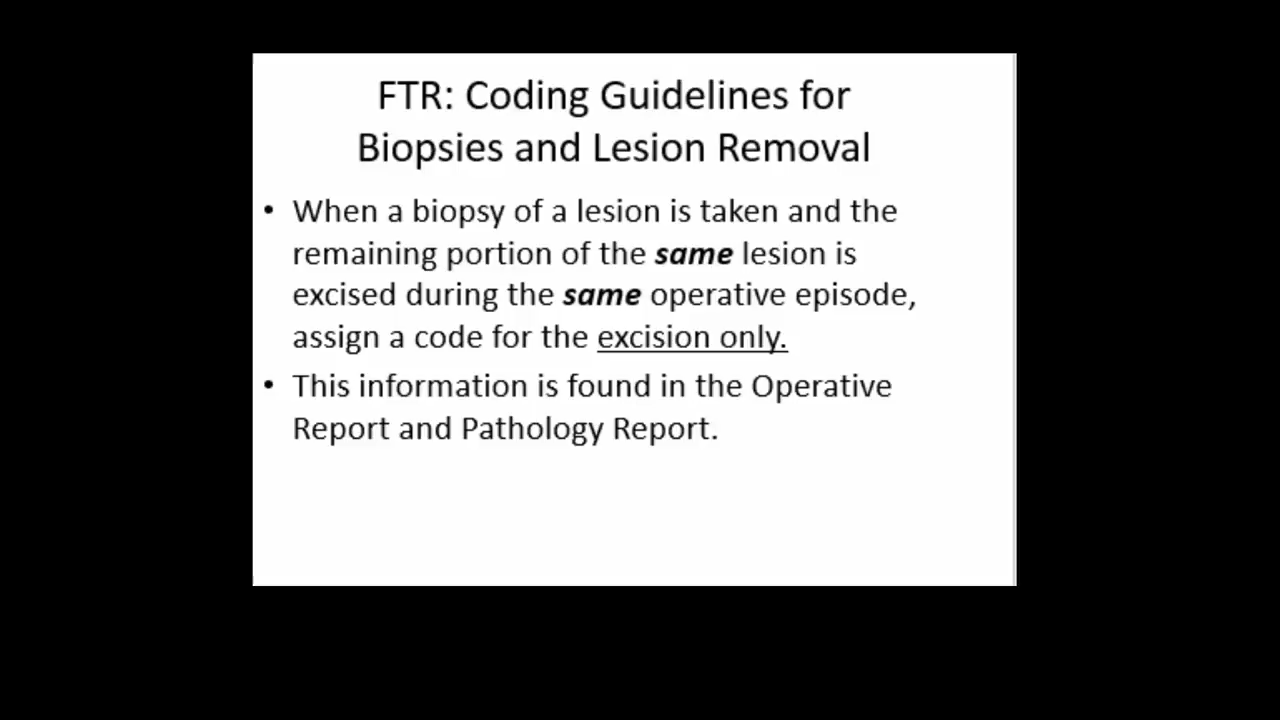 FTR: Coding Guidelines for
Biopsies and Lesion Removal
• When a biopsy of a lesion is taken and the
remaining portion of the same lesion is
excised during the same operative episode,
assign a code for the excision only.
• This information is found in the Operative
Report and Pathology Report.